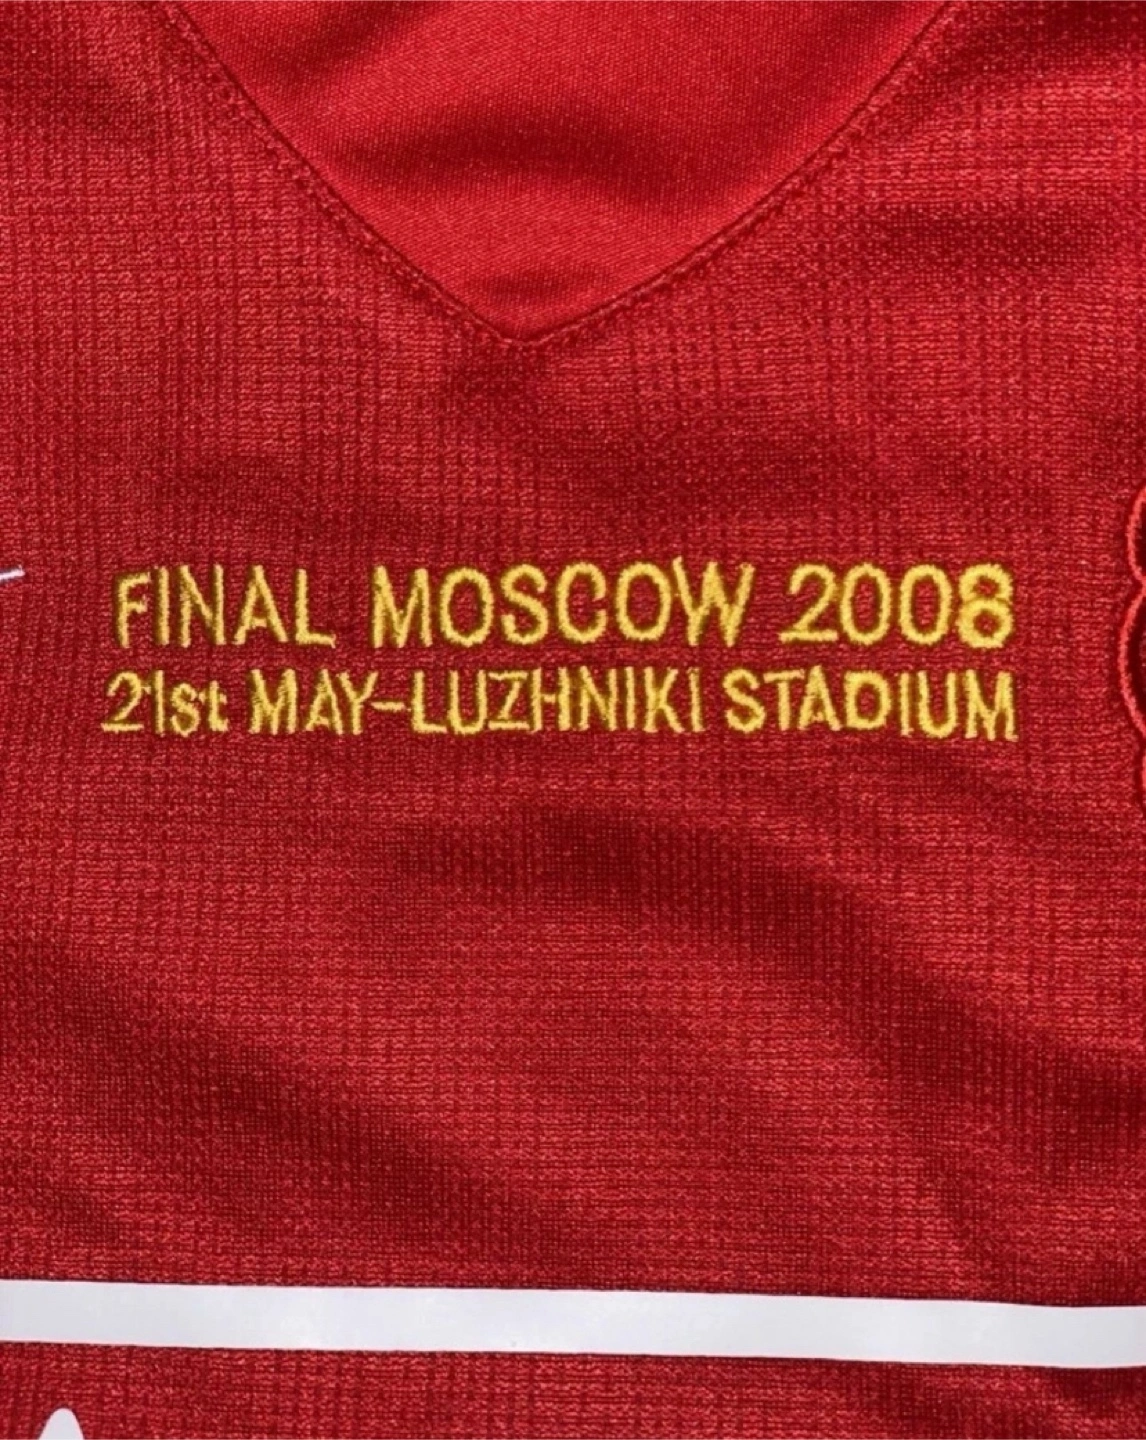 FINAL MOSCOW 2008
21st MAY-LUZHNIKI STADIUM